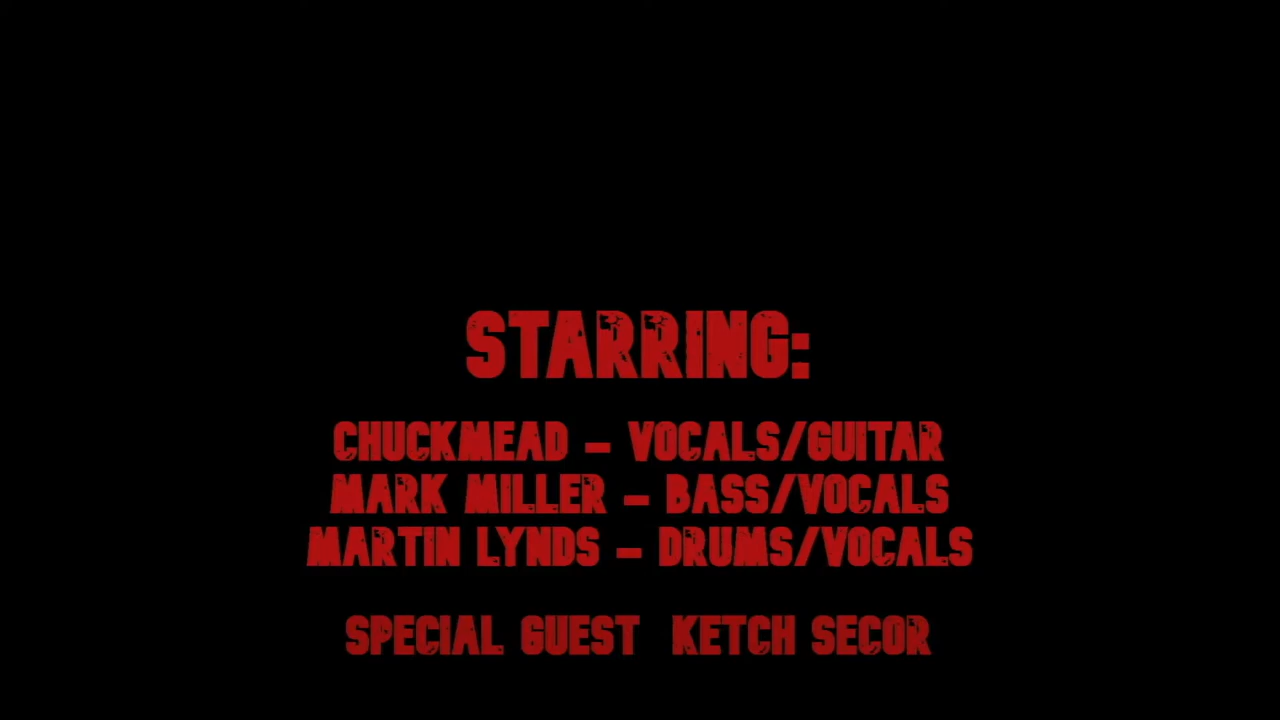 STARRING:
CHUCKMEAD – VOCALS/GUITAR
MARK MILLER – BASS/VOCALS
MARTIN LYNDS – DRUMS/VOCALS
SPECIAL GUEST  KETCH SECOR